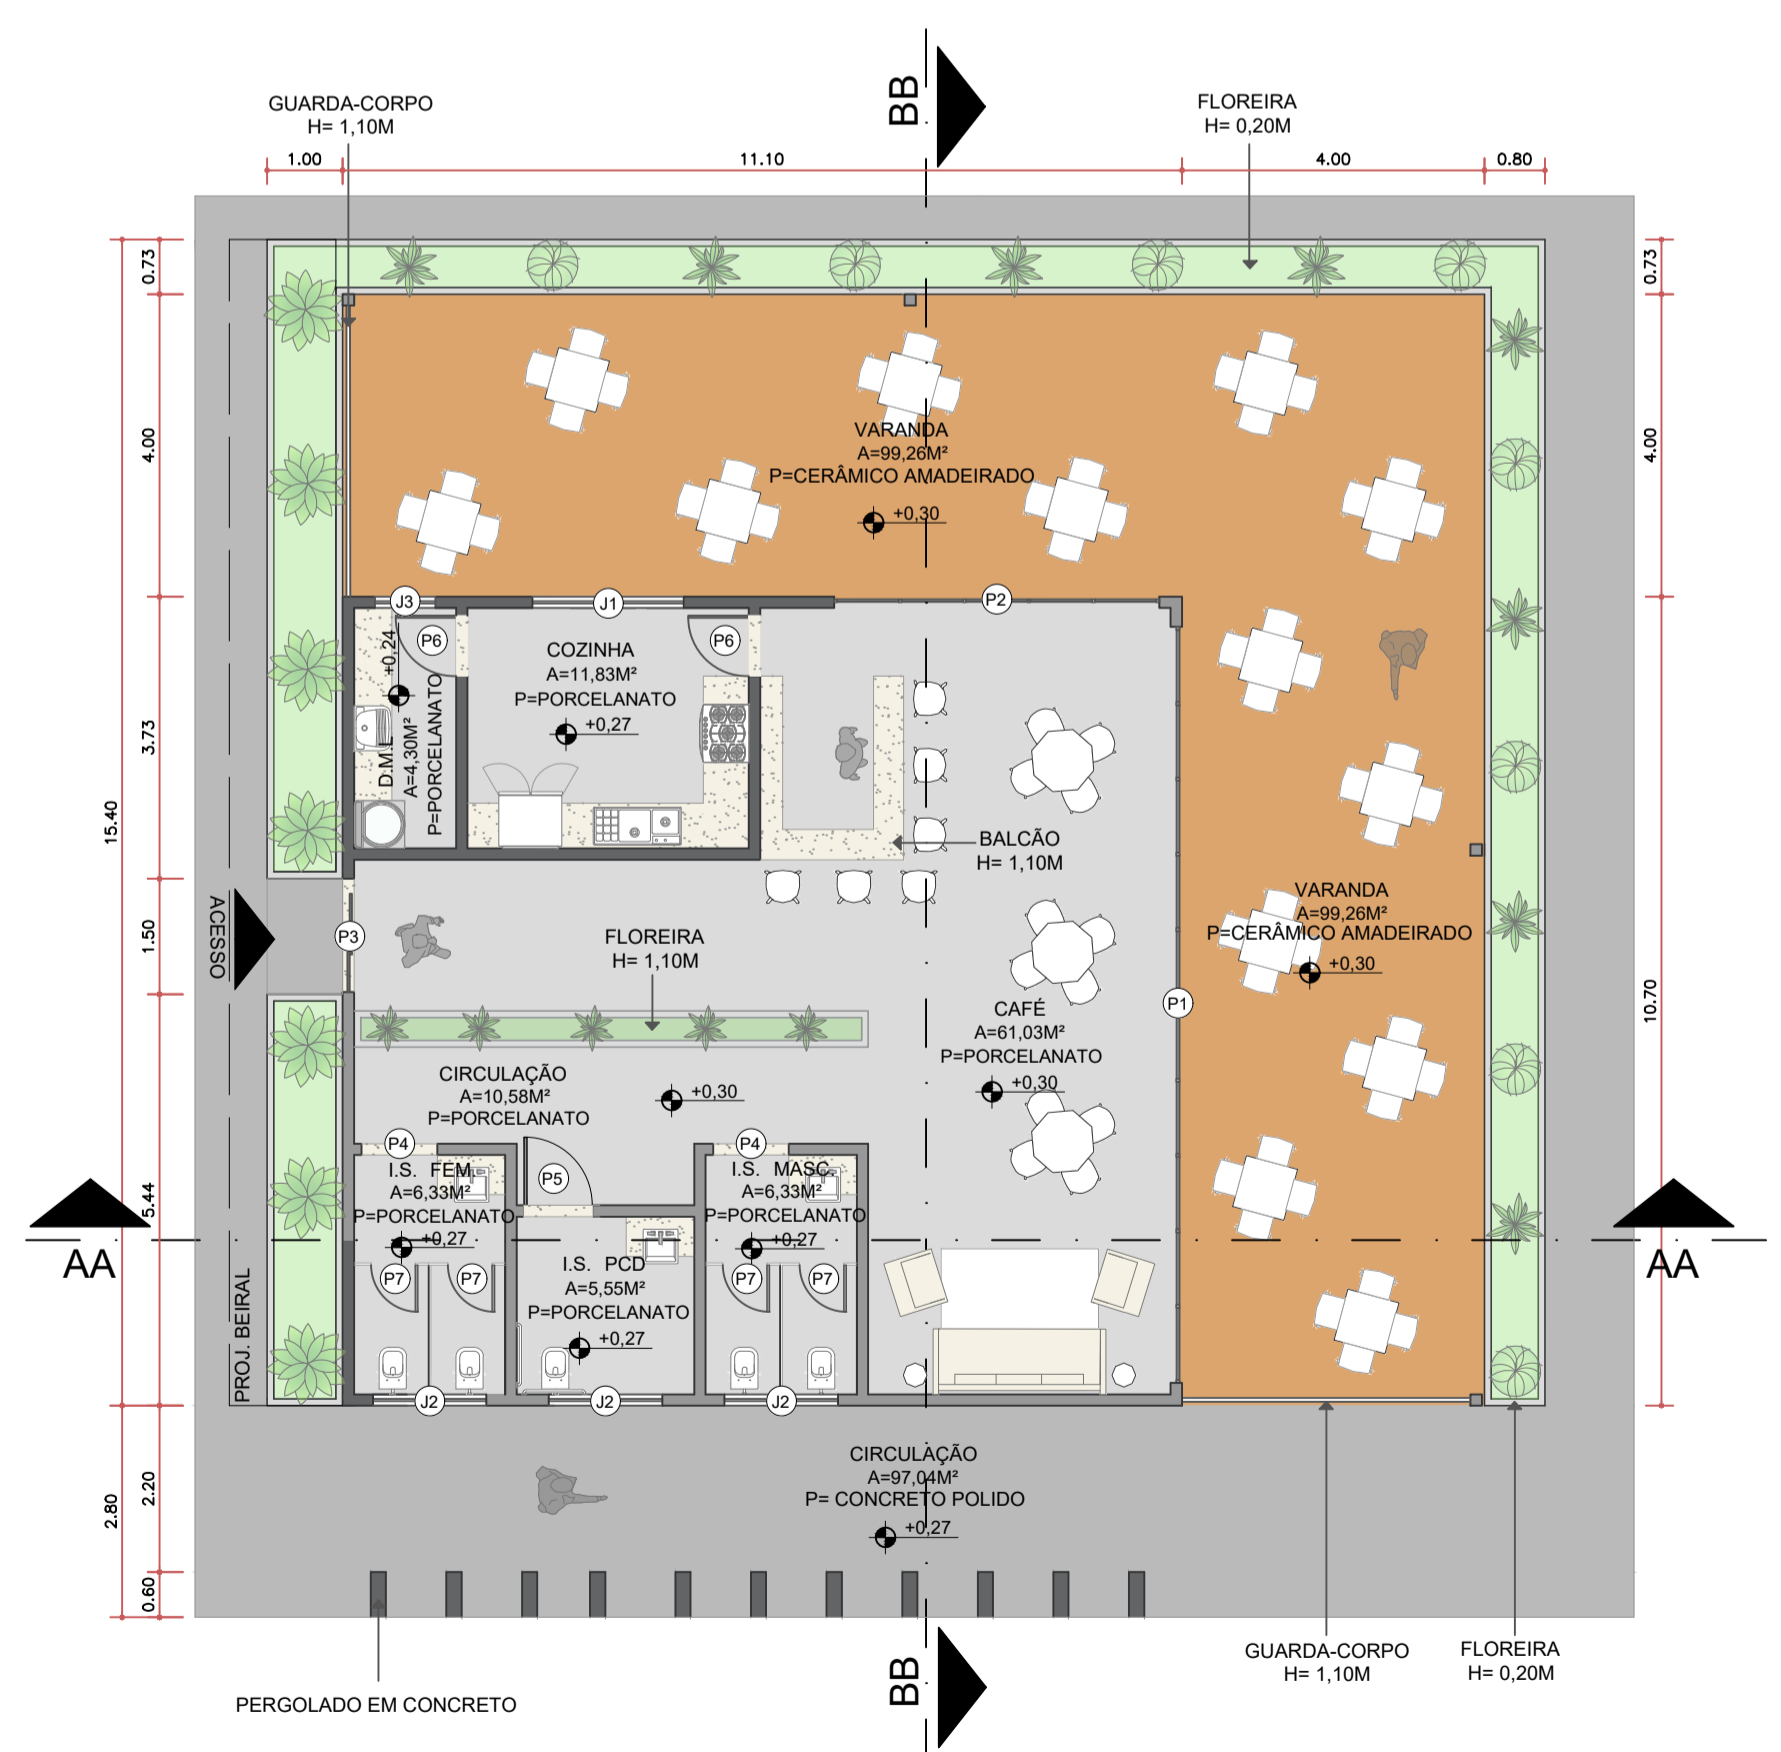 BB
GUARDA-CORPO
H= 1,10M
FLOREIRA
H= 0,20M
1.00
11.10
4.00
0.80
0.73
0.73
4.00
4.00
VARANDA
A=99,26M²
P=CERÂMICO AMADEIRADO
+0,30
J3
J1
P2
P6
P6
+0,24
D.M.L
A=4,30M²
P=PORCELANATO
COZINHA
A=11,83M²
P=PORCELANATO
+0,27
3.73
15.40
BALCÃO
H= 1,10M
VARANDA
A=99,26M²
P=CERÂMICO AMADEIRADO
+0,30
ACESSO
1.50
P3
FLOREIRA
H= 1,10M
P1
10.70
CAFÉ
A=61,03M²
P=PORCELANATO
+0,30
CIRCULAÇÃO
A=10,58M²
P=PORCELANATO
+0,30
P4
P4
P5
5.44
I.S. FEM.
A=6,33M²
P=PORCELANATO
+0,27
I.S. MASC.
A=6,33M²
P=PORCELANATO
+0,27
AA
AA
P7
P7
P7
P7
I.S. PCD
A=5,55M²
P=PORCELANATO
+0,27
PROJ. BEIRAL
J2
J2
J2
CIRCULAÇÃO
A=97,04M²
P= CONCRETO POLIDO
+0,27
2.20
2.80
0.60
GUARDA-CORPO
H= 1,10M
FLOREIRA
H= 0,20M
PERGOLADO EM CONCRETO
BB